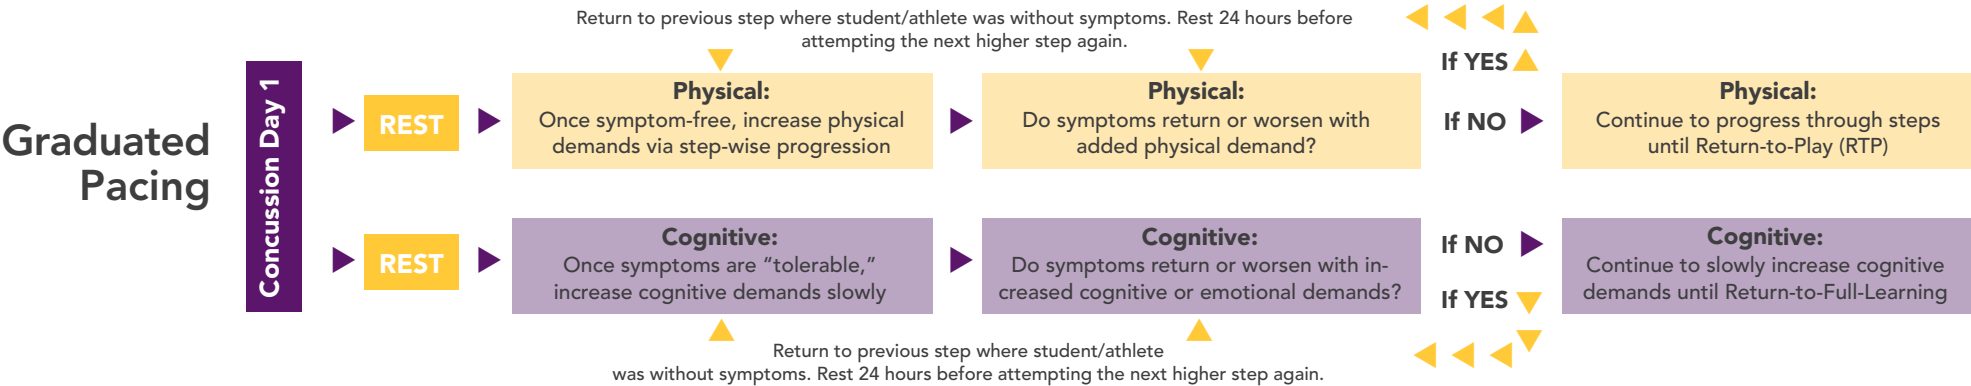 Graduated
Pacing
Concussion Day 1
Return to previous step where student/athlete was without symptoms. Rest 24 hours before
attempting the next higher step again.
REST
Physical:
Once symptom-free, increase physical
demands via step-wise progression
Physical:
Do symptoms return or worsen with
added physical demand?
If YES
If NO
Physical:
Continue to progress through steps
until Return-to-Play (RTP)
REST
Cognitive:
Once symptoms are “tolerable,”
increase cognitive demands slowly
Cognitive:
Do symptoms return or worsen with in-
creased cognitive or emotional demands?
If NO
If YES
Cognitive:
Continue to slowly increase cognitive
demands until Return-to-Full-Learning
Return to previous step where student/athlete
was without symptoms. Rest 24 hours before attempting the next higher step again.